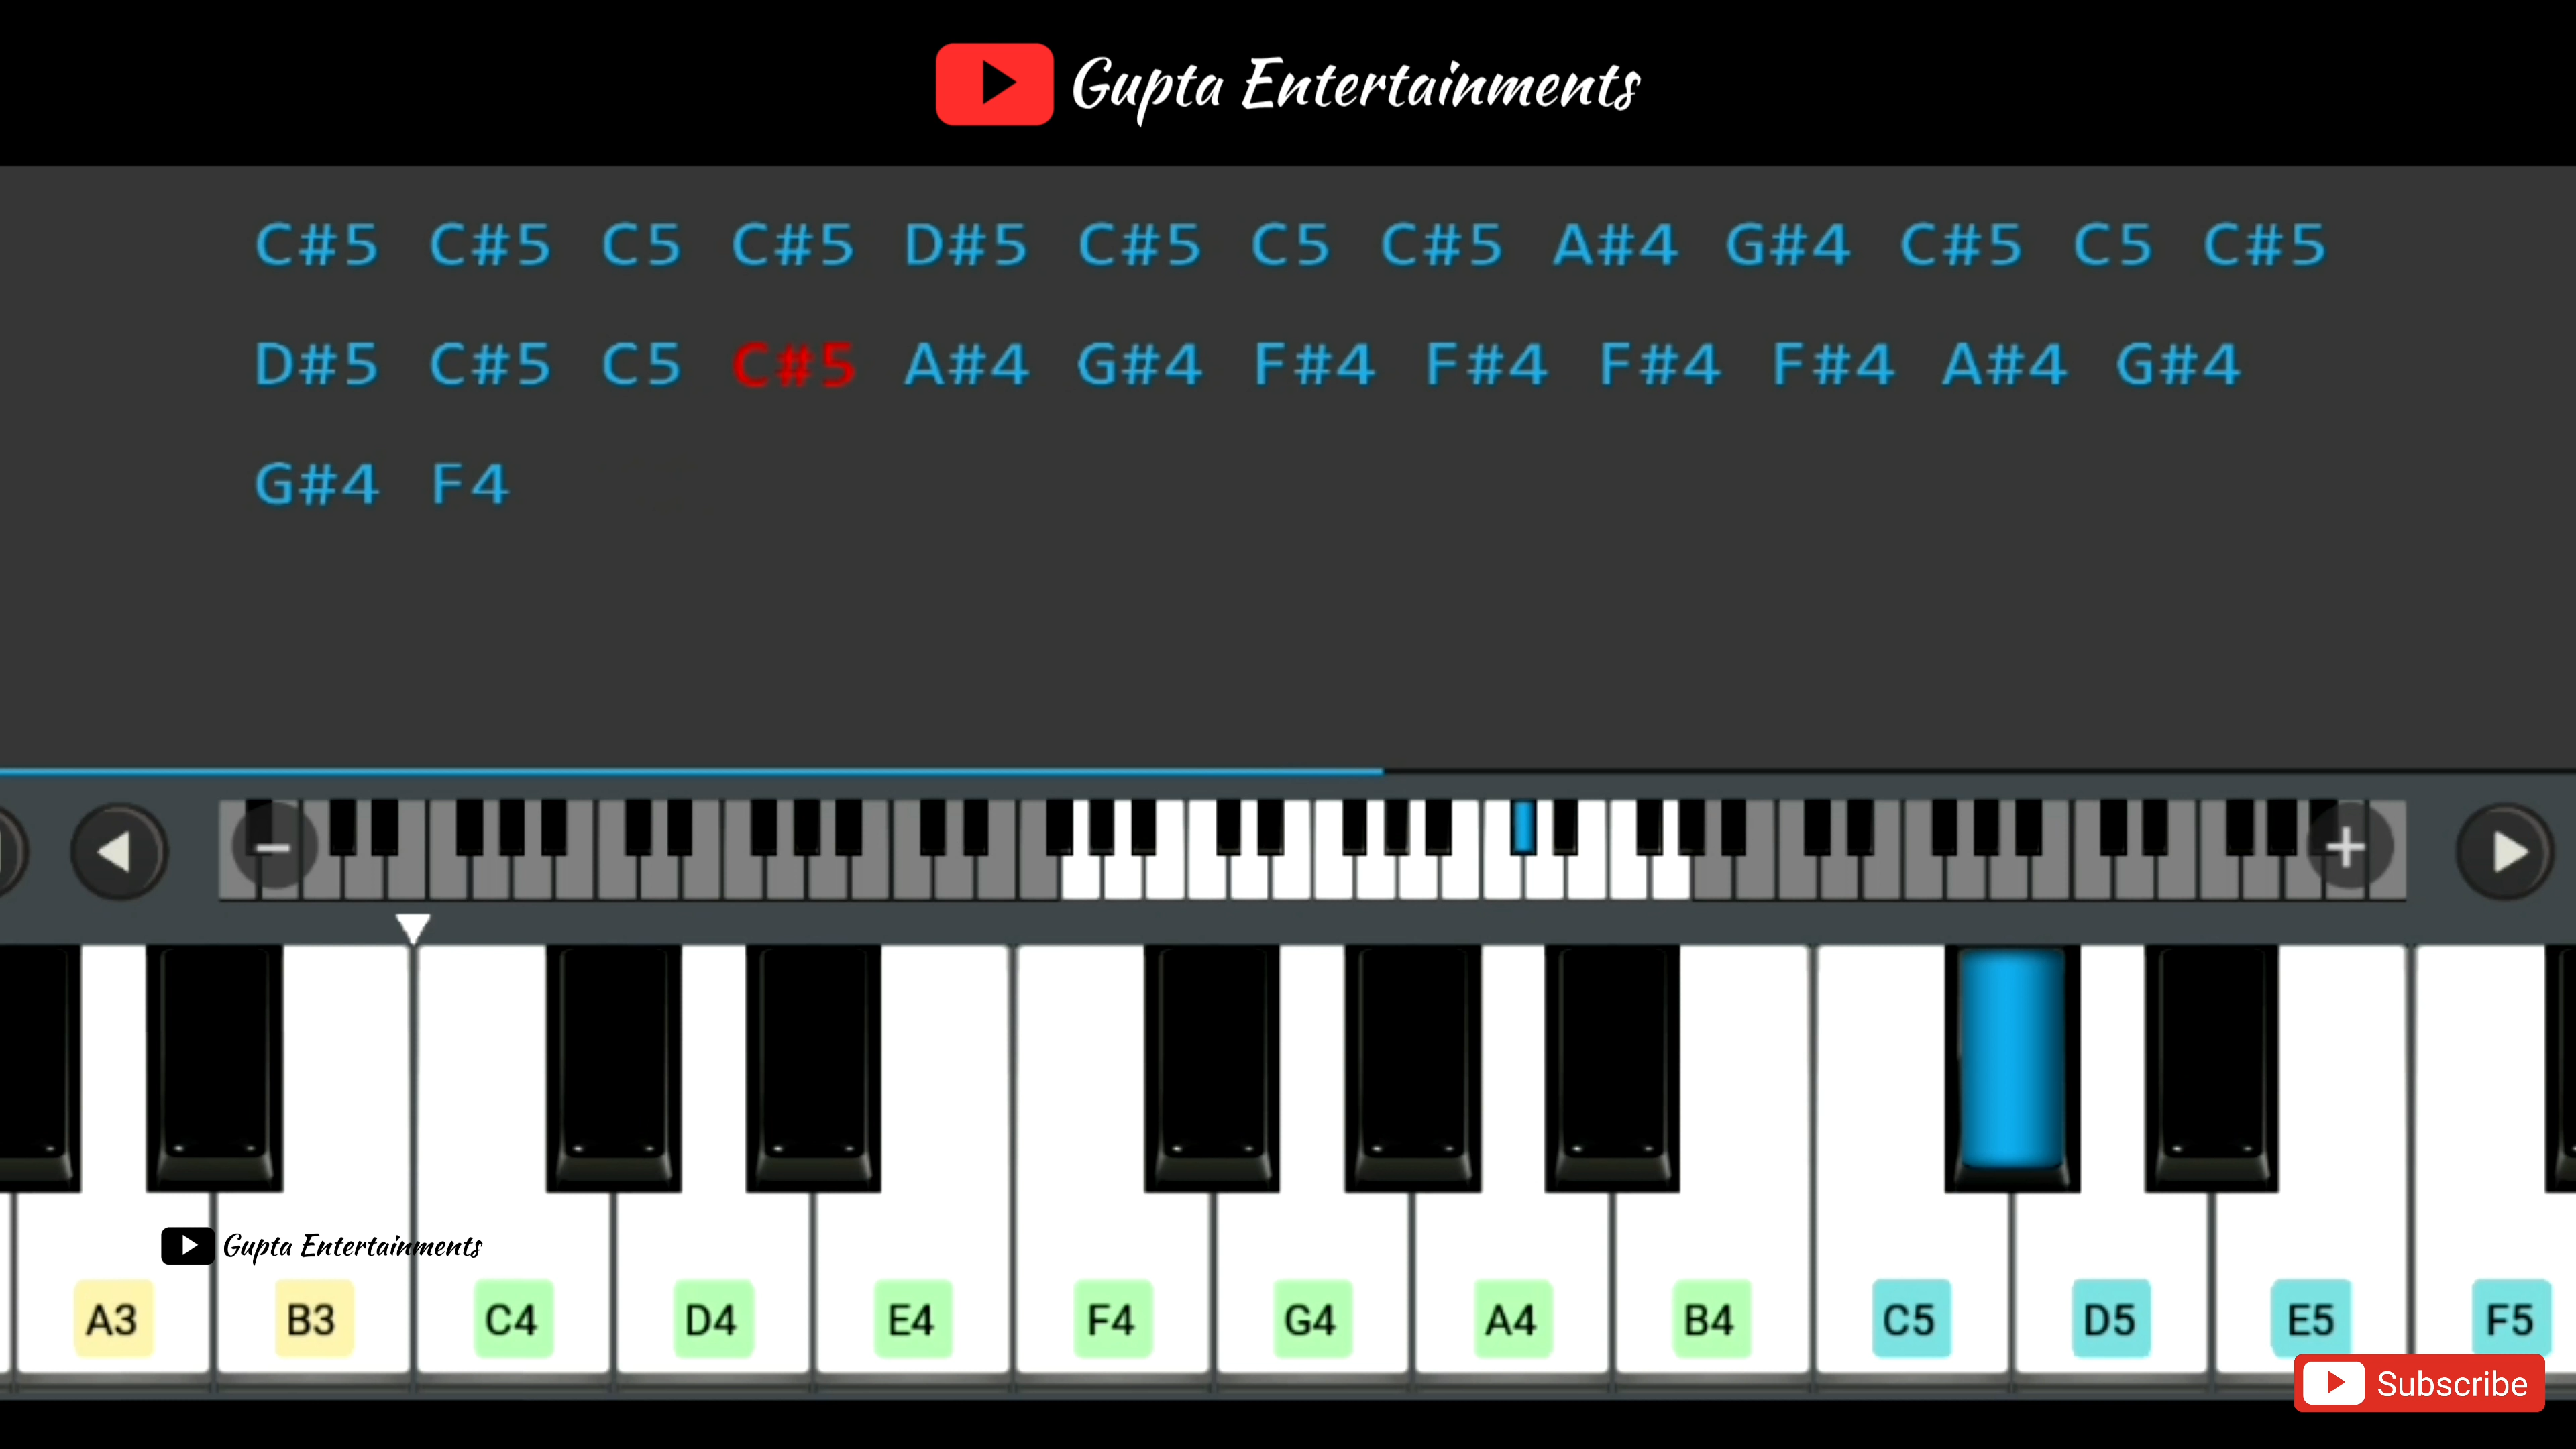 Gupta Entertainments
C#5 C#5 C5 C#5 D#5 C#5 C5 C#5 A#4 G#4 C#5 C5 C#5
D#5 C#5 C5 C#5 A#4 G#4 F#4 F#4 F#4 F#4 A#4 G#4
G#4 F4
Gupta Entertainments
A3 B3 C4 D4 E4 F4 G4 A4 B4 C5 D5 E5 F5
Subscribe